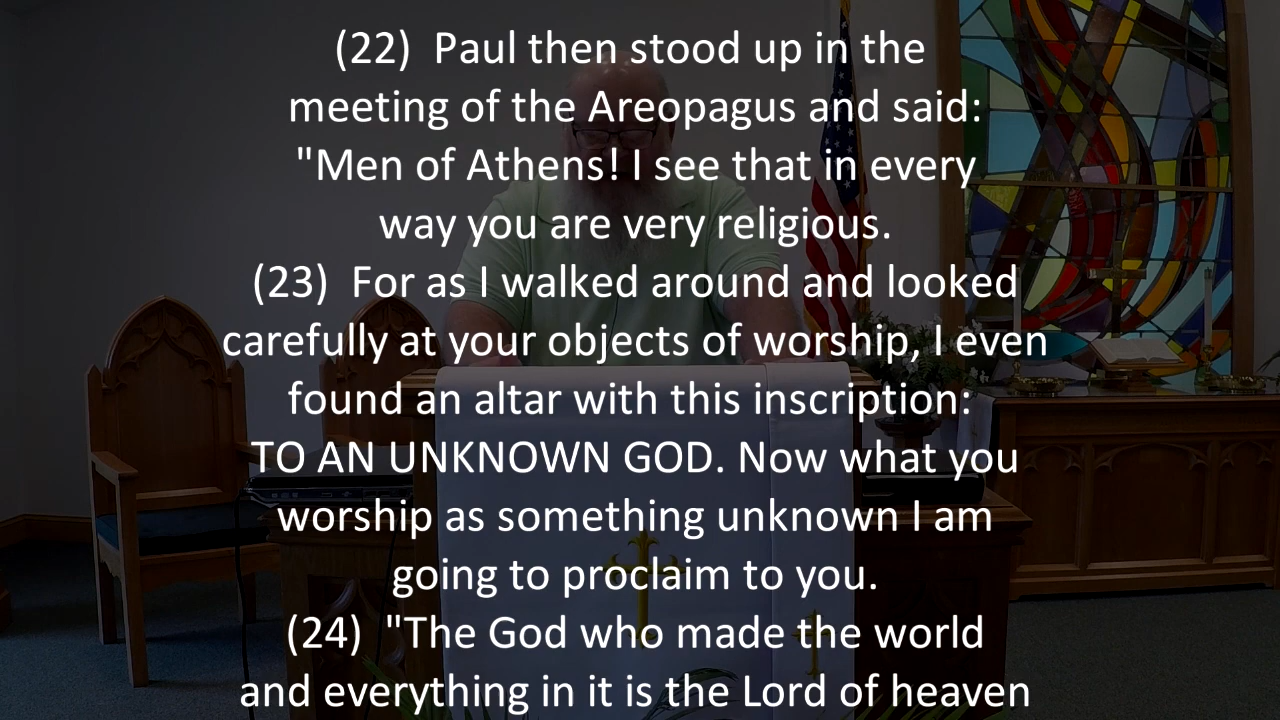 (22)  Paul then stood up in the
meeting of the Areopagus and said:
"Men of Athens! I see that in every
way you are very religious.
(23)  For as I walked around and looked
carefully at your objects of worship, I even
found an altar with this inscription:
TO AN UNKNOWN GOD. Now what you
worship as something unknown I am
going to proclaim to you.
(24)  "The God who made the world
and everything in it is the Lord of heaven